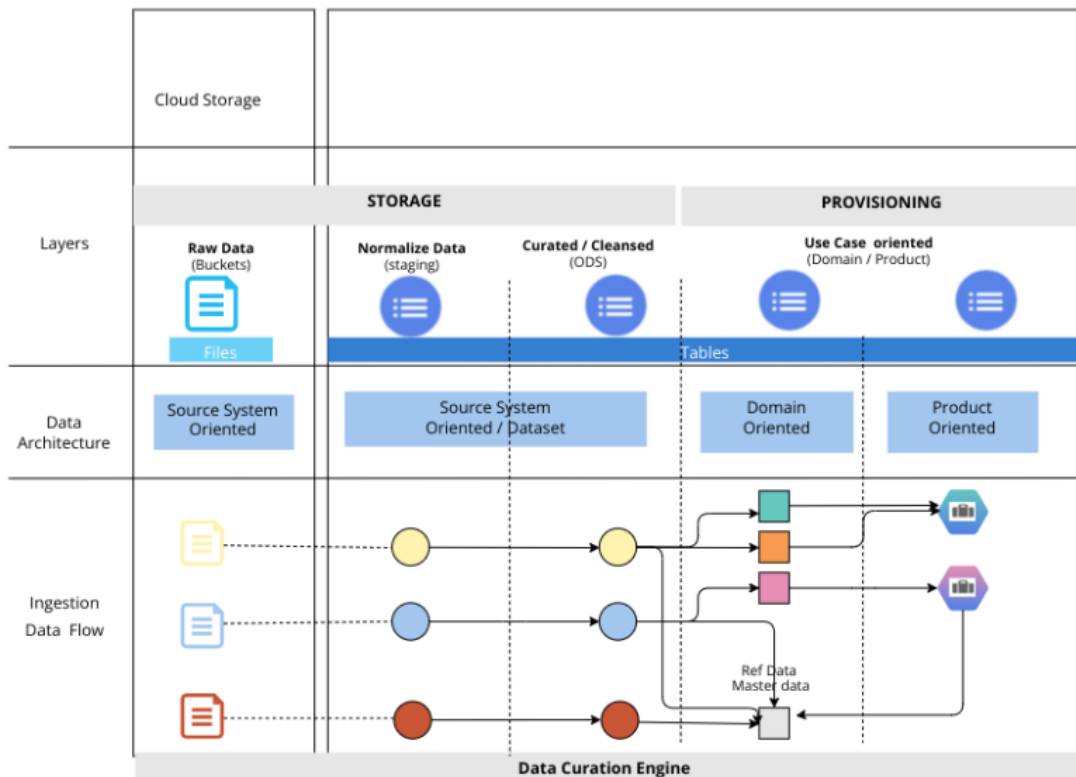 Cloud Storage
Layers
STORAGE
PROVISIONING
Raw Data
(Buckets)
Normalize Data
(staging)
Curated / Cleansed
(ODS)
Use Case oriented
(Domain / Product)
Files
Tables
Data
Architecture
Source System
Oriented
Source System
Oriented / Dataset
Domain
Oriented
Product
Oriented
Ingestion
Data Flow
Ref Data
Master data
Data Curation Engine